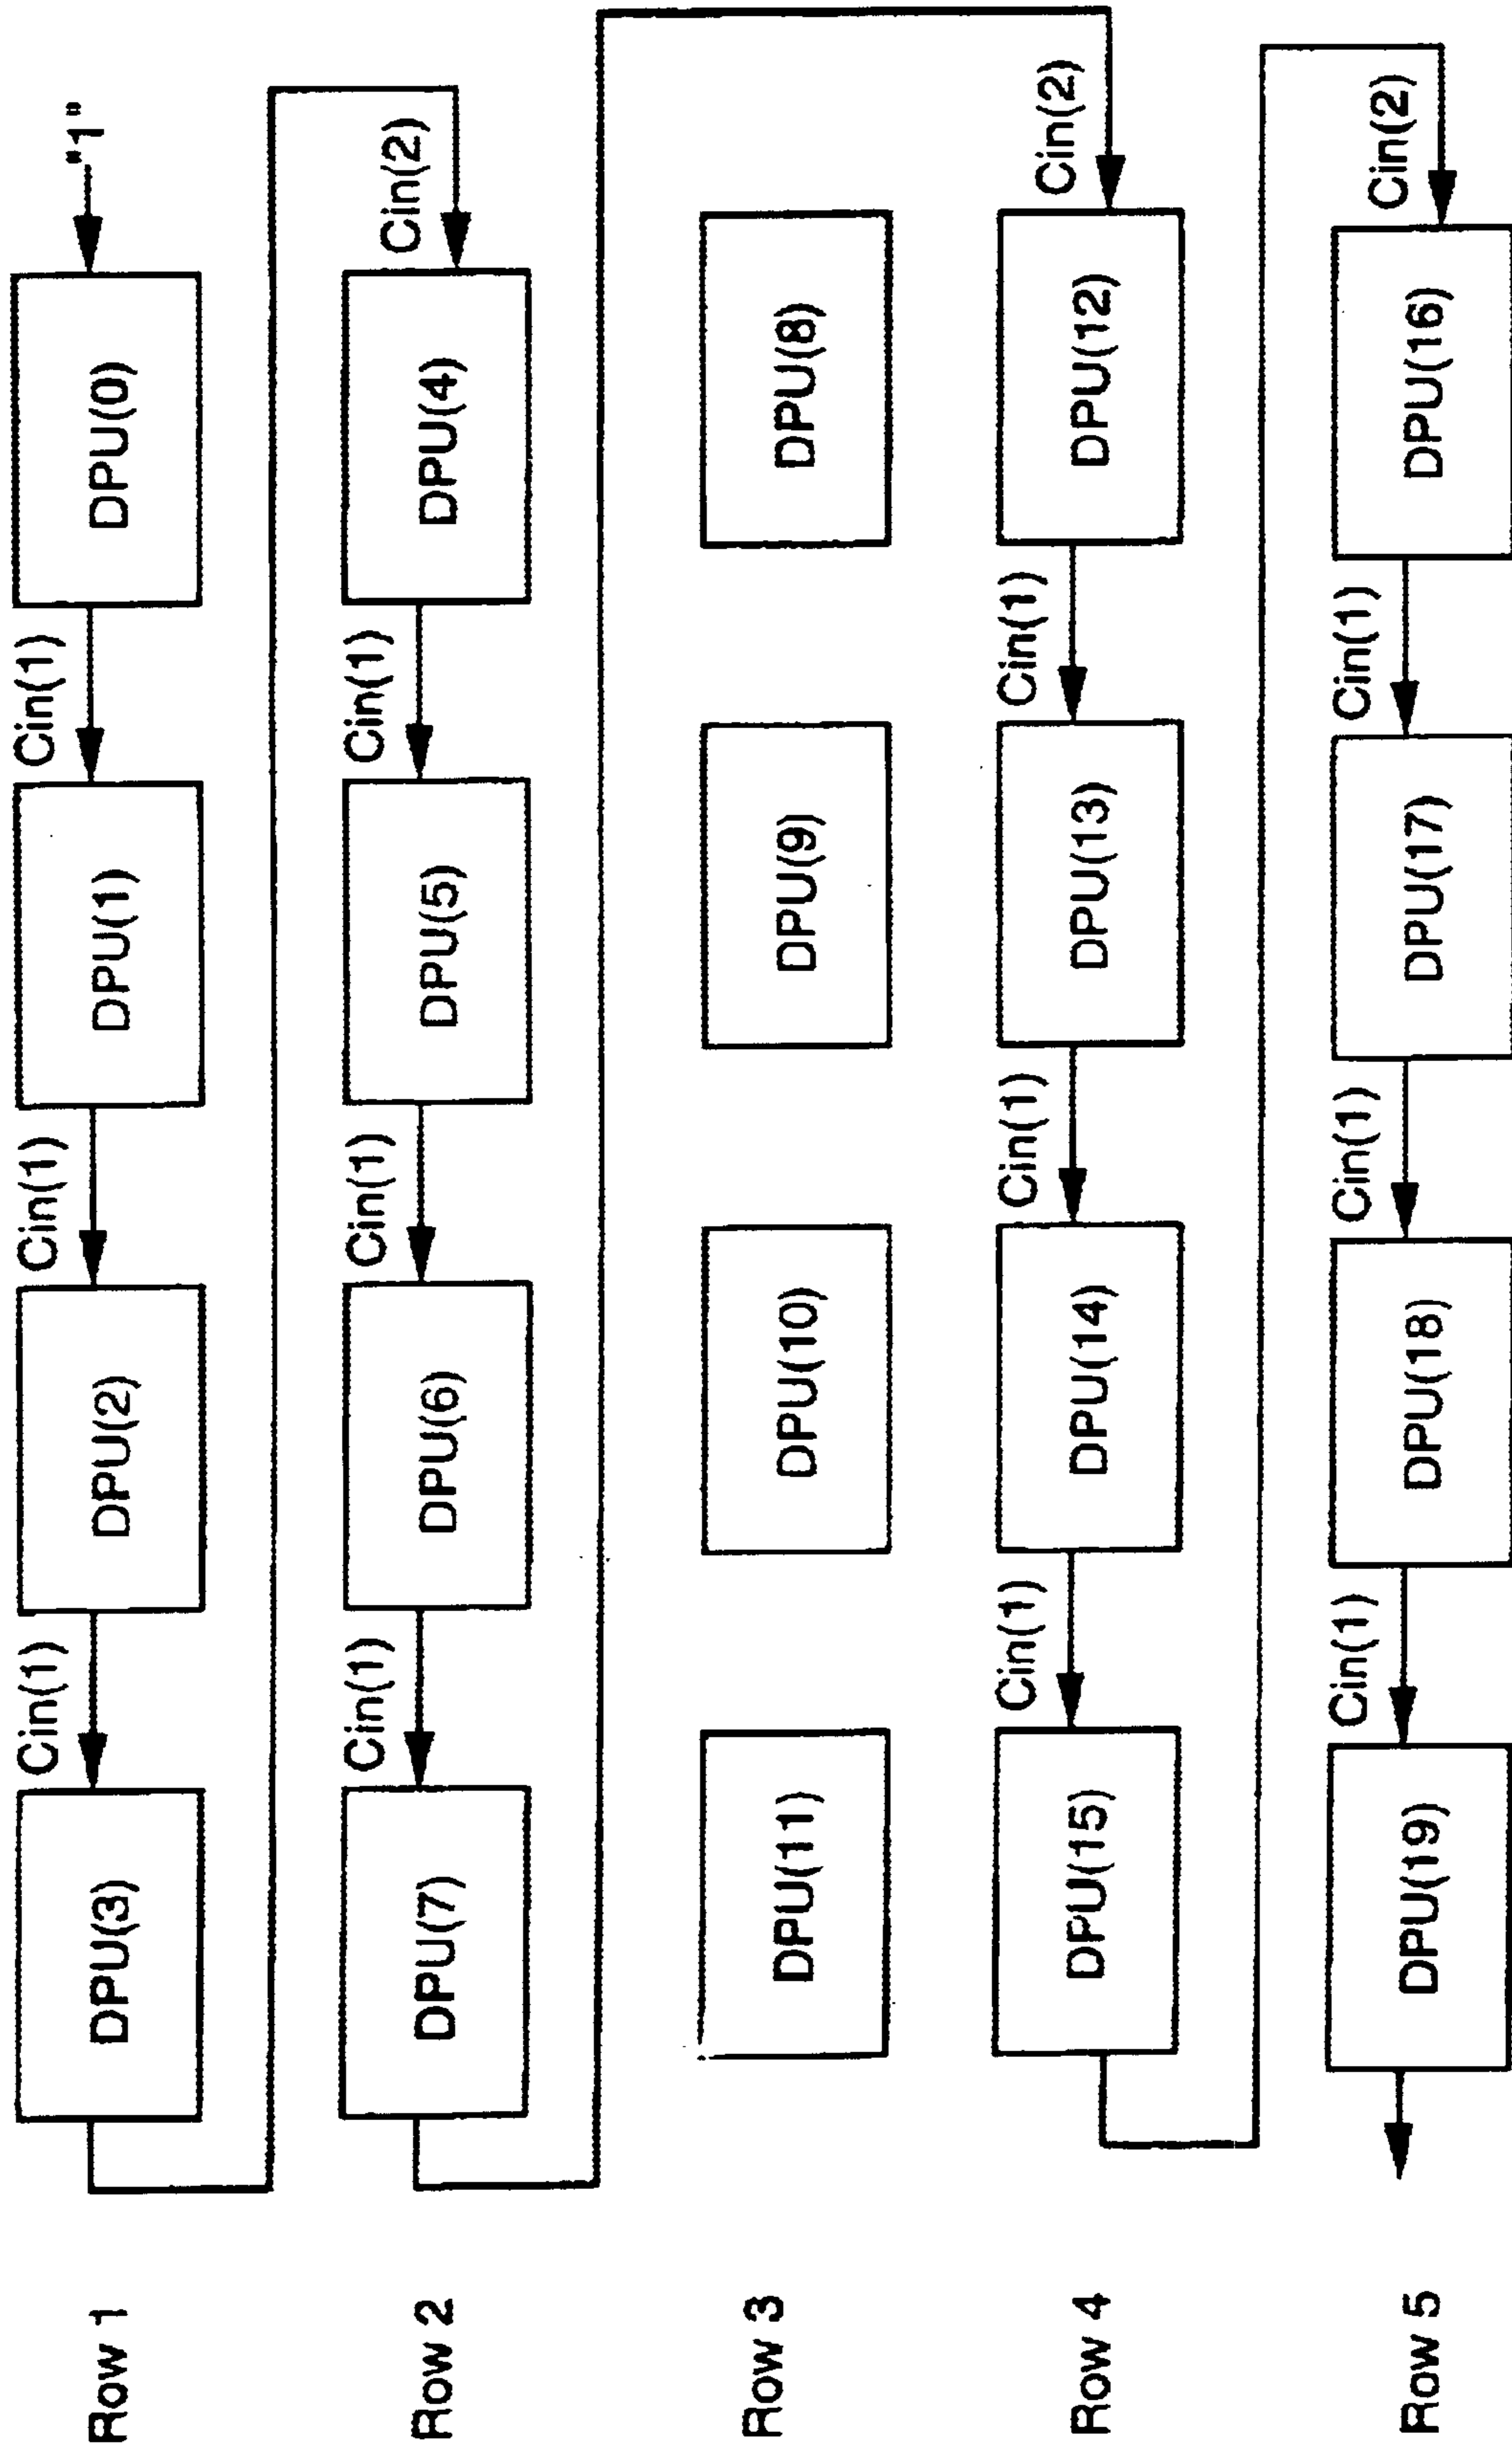 Cin(1) Cin(1) Cin(1)
Row 1 DPU(3) DPU(2) DPU(1) DPU(0) "1"
Cin(1) Cin(1) Cin(1) Cin(2)
Row 2 DPU(7) DPU(6) DPU(5) DPU(4)
Row 3 DPU(11) DPU(10) DPU(9) DPU(8)
Cin(1) Cin(1) Cin(1) Cin(2)
Row 4 DPU(15) DPU(14) DPU(13) DPU(12)
Cin(1) Cin(1) Cin(1) Cin(2)
Row 5 DPU(19) DPU(18) DPU(17) DPU(16)